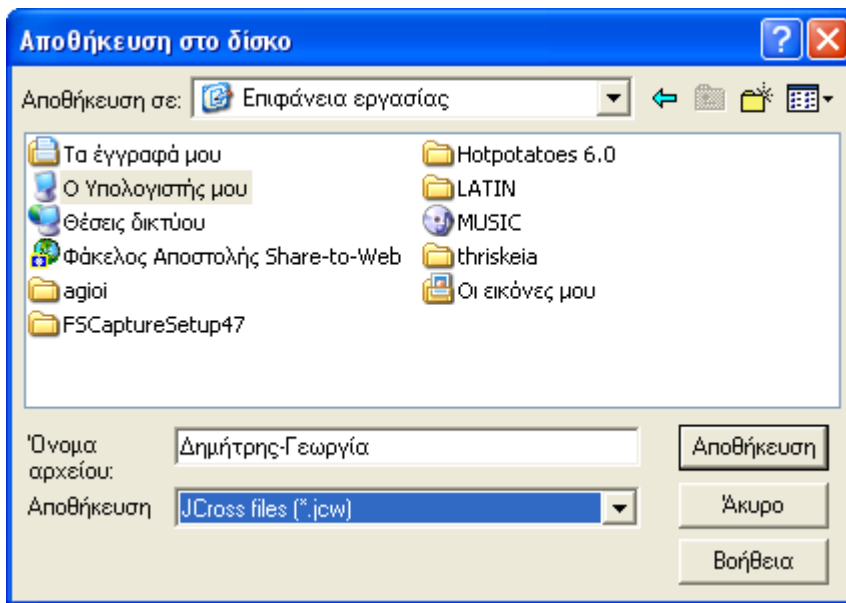 Αποθήκευση στο δίσκο
Αποθήκευση σε: Επιφάνεια εργασίας
Τα έγγραφά μου
Ο Υπολογιστής μου
Θέσεις δικτύου
Φάκελος Αποστολής Share-to-Web
agioi
FSCaptureSetup47
Hotpotatoes 6.0
LATIN
MUSIC
thriskeia
Οι εικόνες μου
Όνομα
αρχείου:
Δημήτρης-Γεωργία
Αποθήκευση
Αποθήκευση
JCross files (*.jcw)
Άκυρο
Βοήθεια